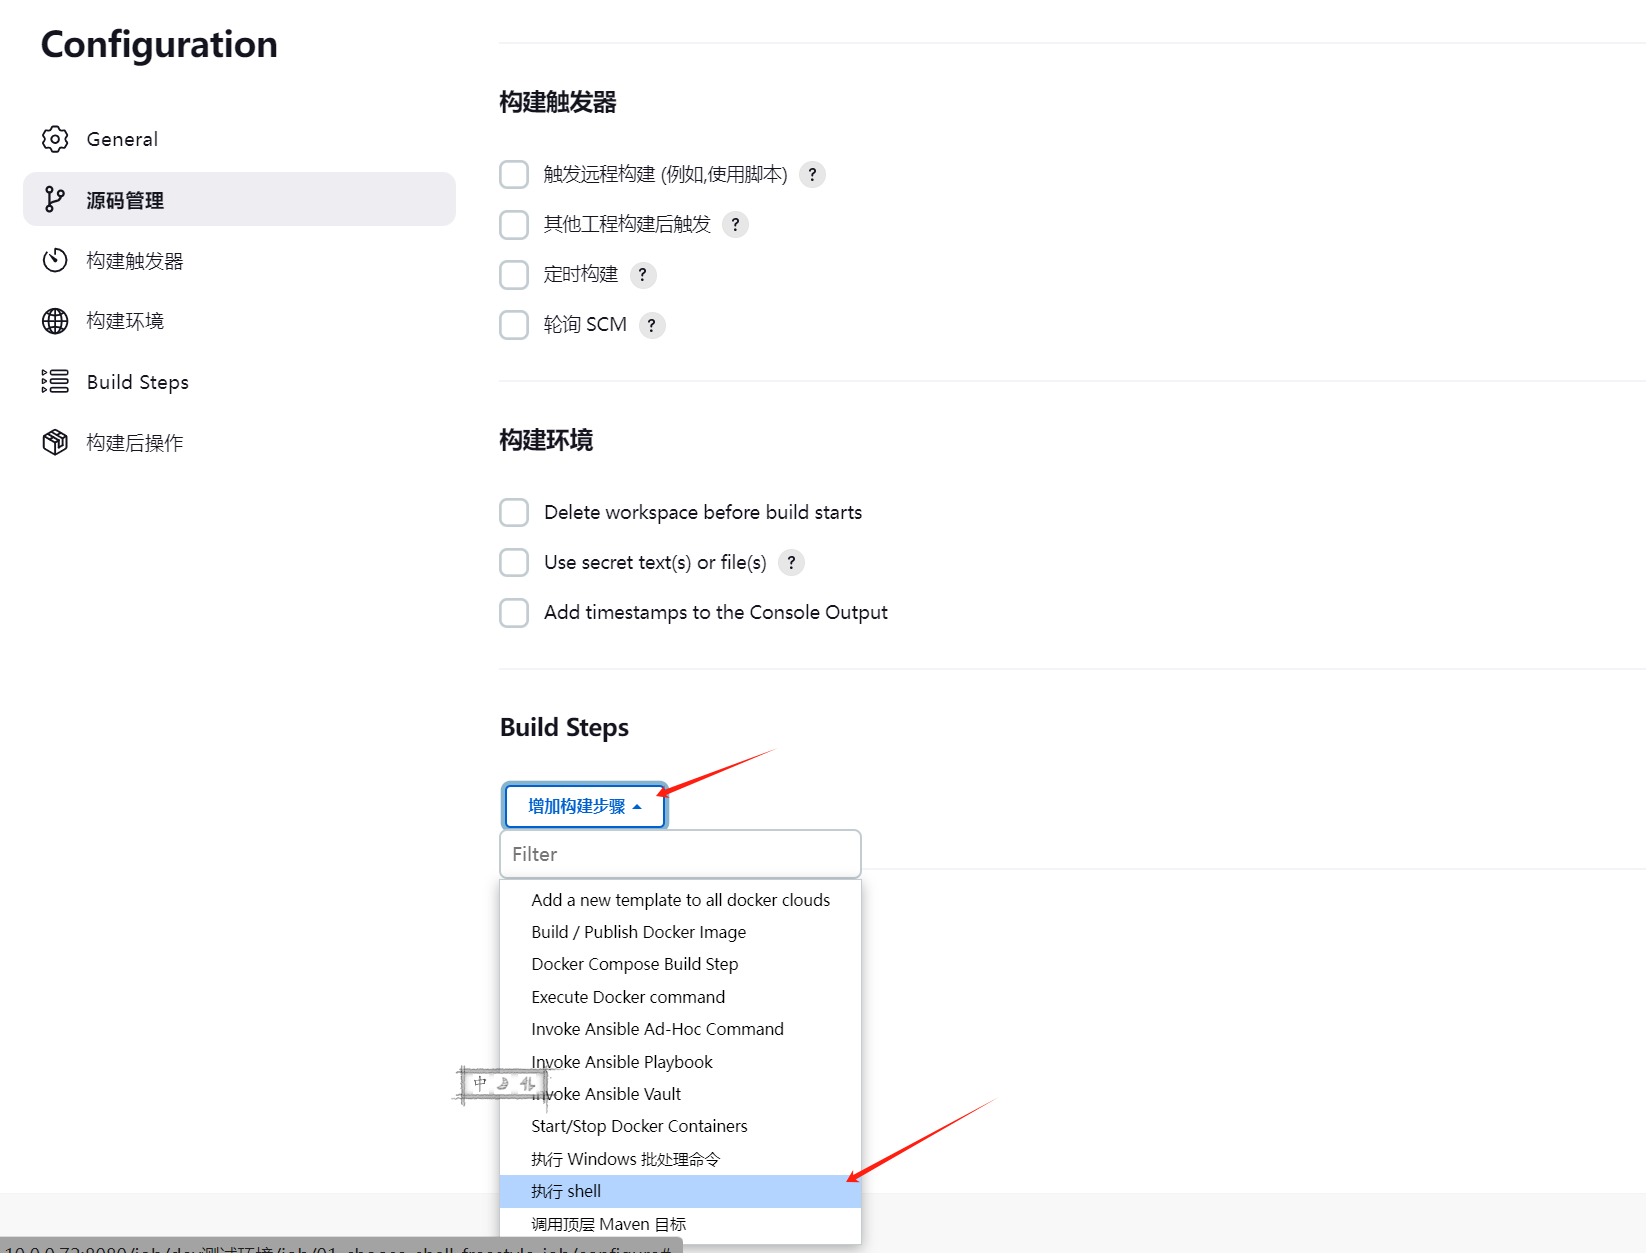 Configuration
General
源码管理
构建触发器
构建环境
Build Steps
构建后操作
构建触发器
触发远程构建 (例如,使用脚本) ?
其他工程构建后触发 ?
定时构建 ?
轮询 SCM ?
构建环境
Delete workspace before build starts
Use secret text(s) or file(s) ?
Add timestamps to the Console Output
Build Steps
增加构建步骤
Filter
Add a new template to all docker clouds
Build / Publish Docker Image
Docker Compose Build Step
Execute Docker command
Invoke Ansible Ad-Hoc Command
Invoke Ansible Playbook
Invoke Ansible Vault
Start/Stop Docker Containers
执行 Windows 批处理命令
执行 shell
调用顶层 Maven 目标
中